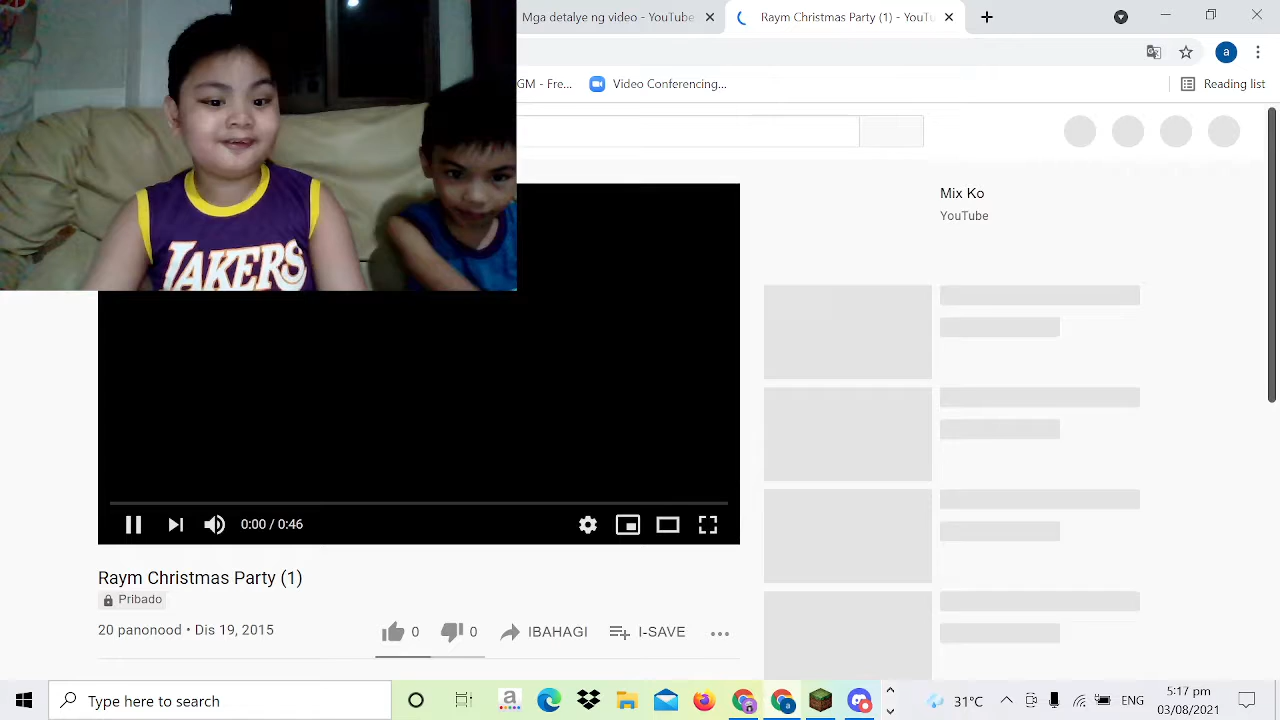 Mga detalye ng video - YouTube
Raym Christmas Party (1) - YouTu
GM - Fre...
Video Conferencing...
Reading list
a
LAKERS
Mix Ko
YouTube
0:00 / 0:46
Raym Christmas Party (1)
Pribado
20 panonood • Dis 19, 2015
0
0
IBAHAGI
I-SAVE
Type here to search
a
31°C
ENG
5:17 pm
03/08/2021